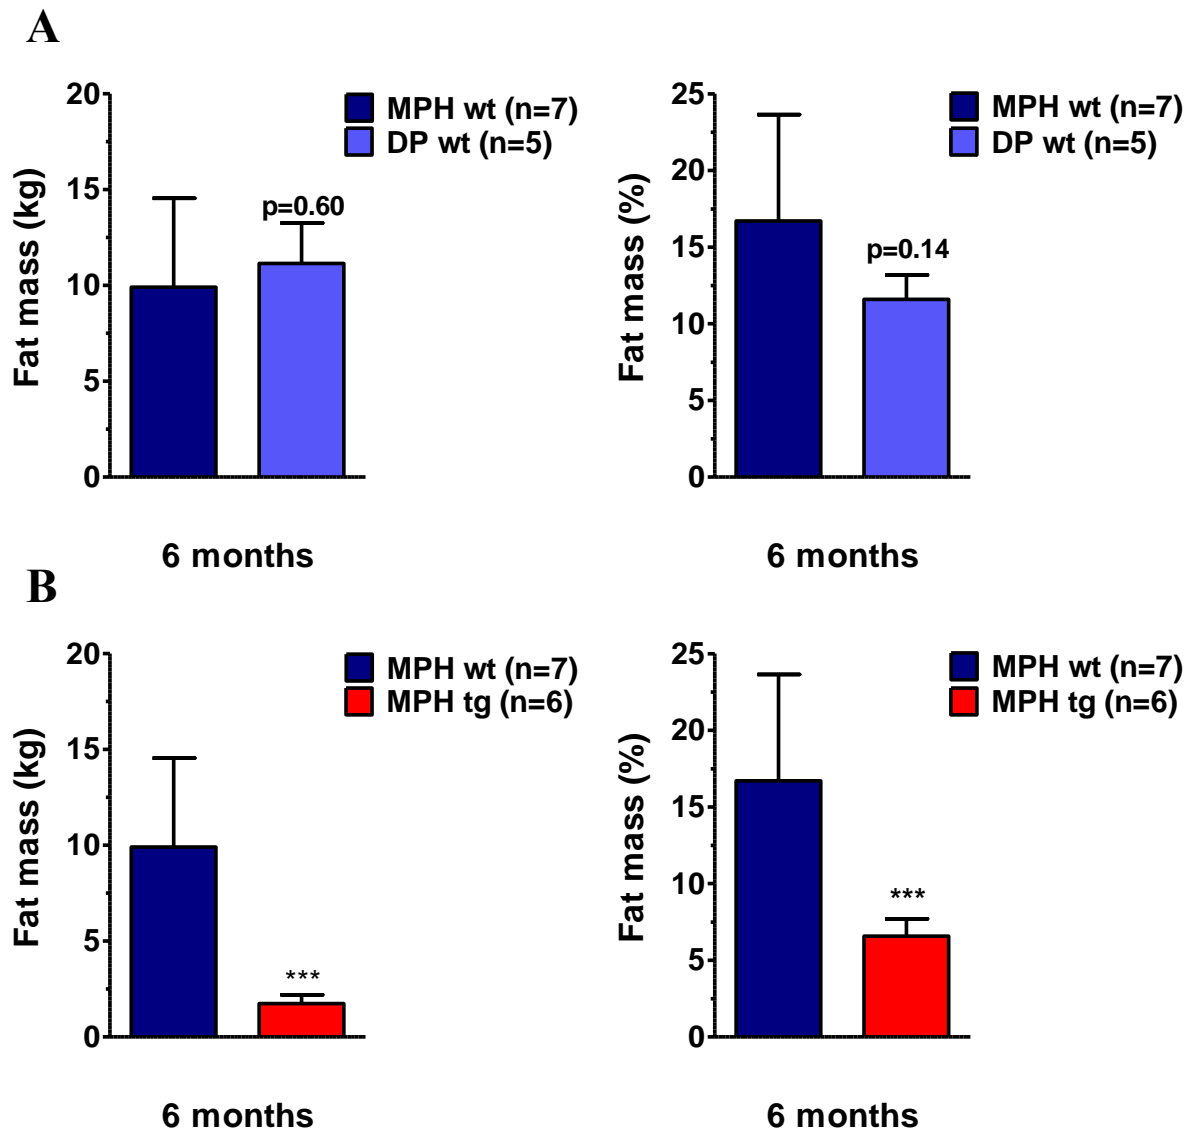 A
20
15
10
5
0
Fat mass (kg)
MPH wt (n=7)
DP wt (n=5)
p=0.60
6 months
25
20
15
10
5
0
Fat mass (%)
MPH wt (n=7)
DP wt (n=5)
p=0.14
6 months
B
20
15
10
5
0
Fat mass (kg)
MPH wt (n=7)
MPH tg (n=6)
***
6 months
25
20
15
10
5
0
Fat mass (%)
MPH wt (n=7)
MPH tg (n=6)
***
6 months